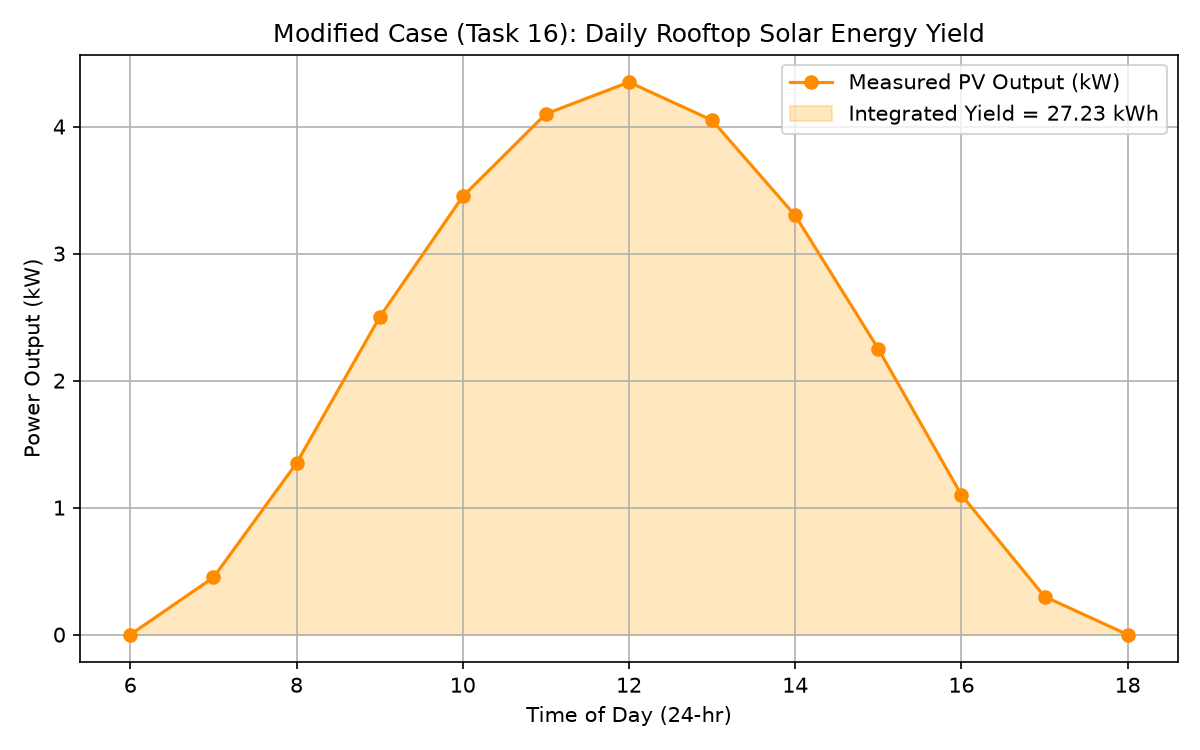 Modified Case (Task 16): Daily Rooftop Solar Energy Yield
Measured PV Output (kW)
Integrated Yield = 27.23 kWh
Power Output (kW)
4
3
2
1
0
6 8 10 12 14 16 18
Time of Day (24-hr)